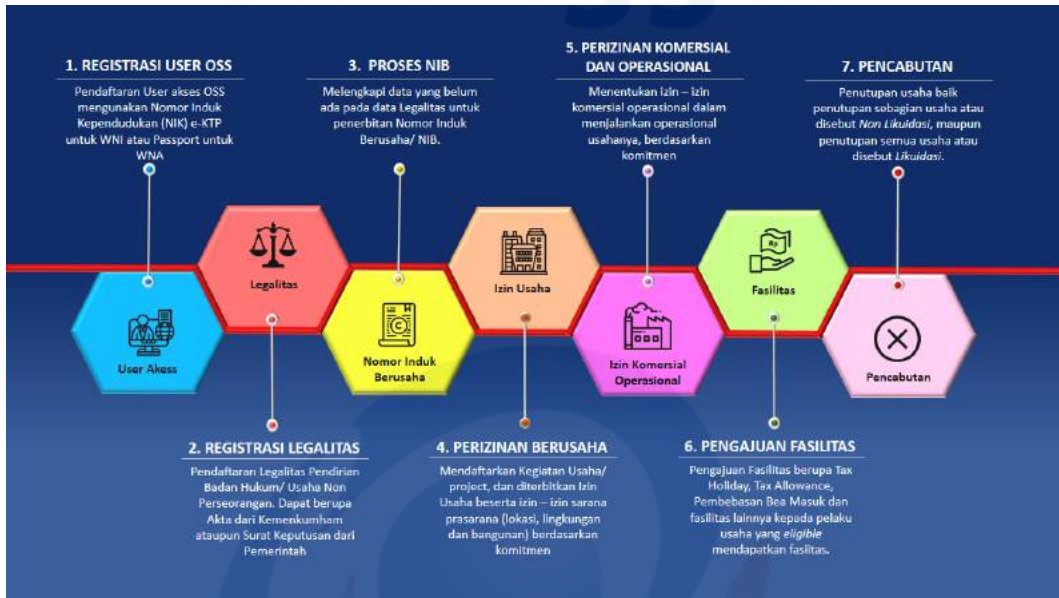 1. REGISTRASI USER OSS
Pendaftaran User akses OSS
mengunakan Nomor Induk
Kependudukan (NIK) e-KTP
untuk WNI atau Passport untuk
WNA
3. PROSES NIB
Melengkapi data yang belum
ada pada data Legalitas untuk
penerbitan Nomor Induk
Berusaha/ NIB.
5. PERIZINAN KOMERSIAL
DAN OPERASIONAL
Menentukan izin – izin
komersial operasional dalam
menjalankan operasional
usahanya, berdasarkan
komitmen
7. PENCABUTAN
Penutupan usaha baik
penutupan sebagian usaha atau
disebut Non Likuidasi, maupun
penutupan semua usaha atau
disebut Likuidasi.
User Akess
Legalitas
Nomor Induk
Berusaha
Izin Usaha
Izin Komersial
Operasional
Rp
Fasilitas
Pencabutan
2. REGISTRASI LEGALITAS
Pendaftaran Legalitas Pendirian
Badan Hukum/ Usaha Non
Perseorangan. Dapat berupa
Akta dari Kemenkumham
ataupun Surat Keputusan dari
Pemerintah
4. PERIZINAN BERUSAHA
Mendaftarkan Kegiatan Usaha/
project, dan diterbitkan Izin
Usaha beserta izin – izin sarana
prasarana (lokasi, lingkungan
dan bangunan) berdasarkan
komitmen
6. PENGAJUAN FASILITAS
Pengajuan Fasilitas berupa Tax
Holiday, Tax Allowance,
Pembebasan Bea Masuk dan
fasilitas lainnya kepada pelaku
usaha yang eligible
mendapatkan fasilitas.